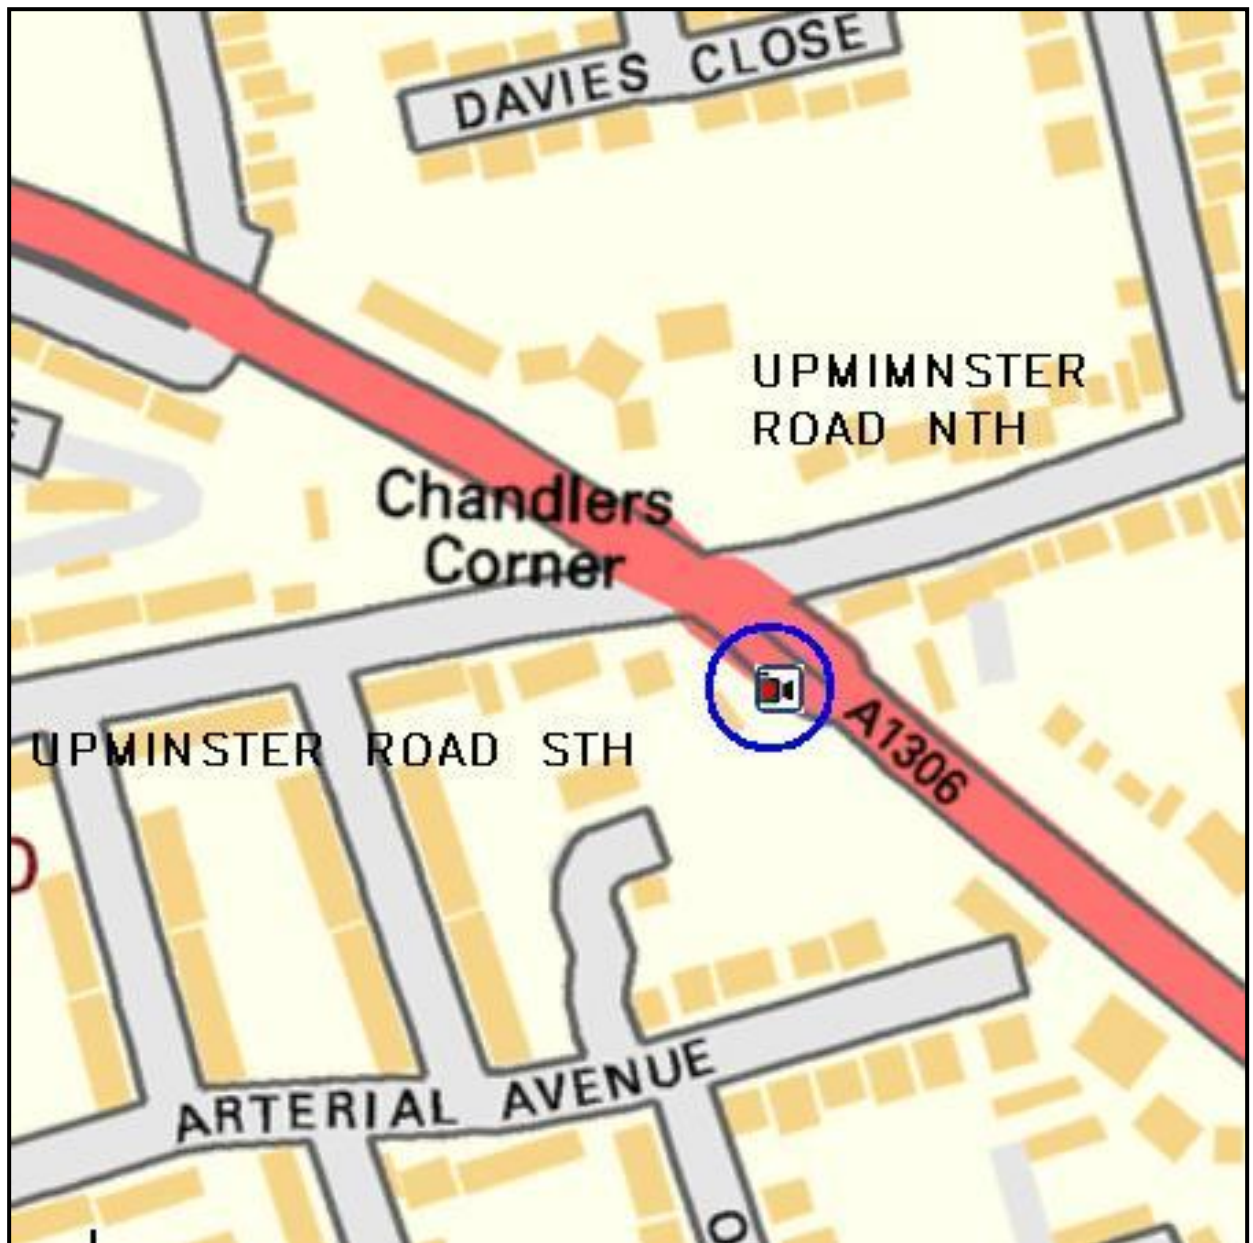 DAVIES CLOSE
UPMIMNSTER
ROAD NTH
Chandlers
Corner
UPMINSTER ROAD STH
A1306
ARTERIAL AVENUE